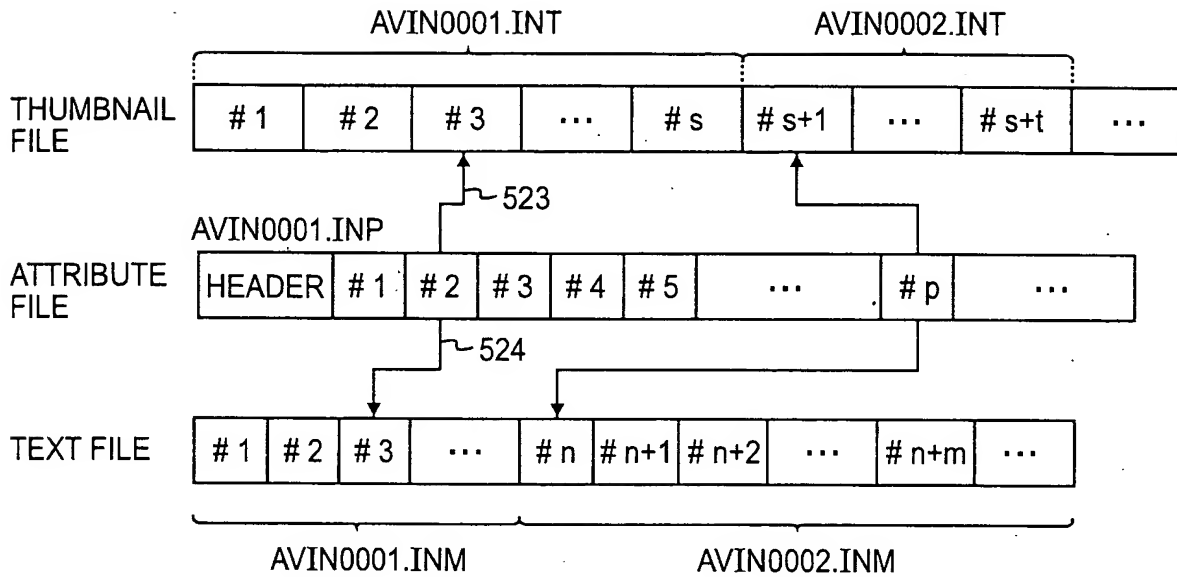 AVIN0001.INT AVIN0002.INT
THUMBNAIL FILE # 1 # 2 # 3 ... # s # s+1 ... # s+t ...
523
AVIN0001.INP
ATTRIBUTE FILE HEADER # 1 # 2 # 3 # 4 # 5 ... # p ...
524
TEXT FILE # 1 # 2 # 3 ... # n # n+1 # n+2 ... # n+m ...
AVIN0001.INM AVIN0002.INM